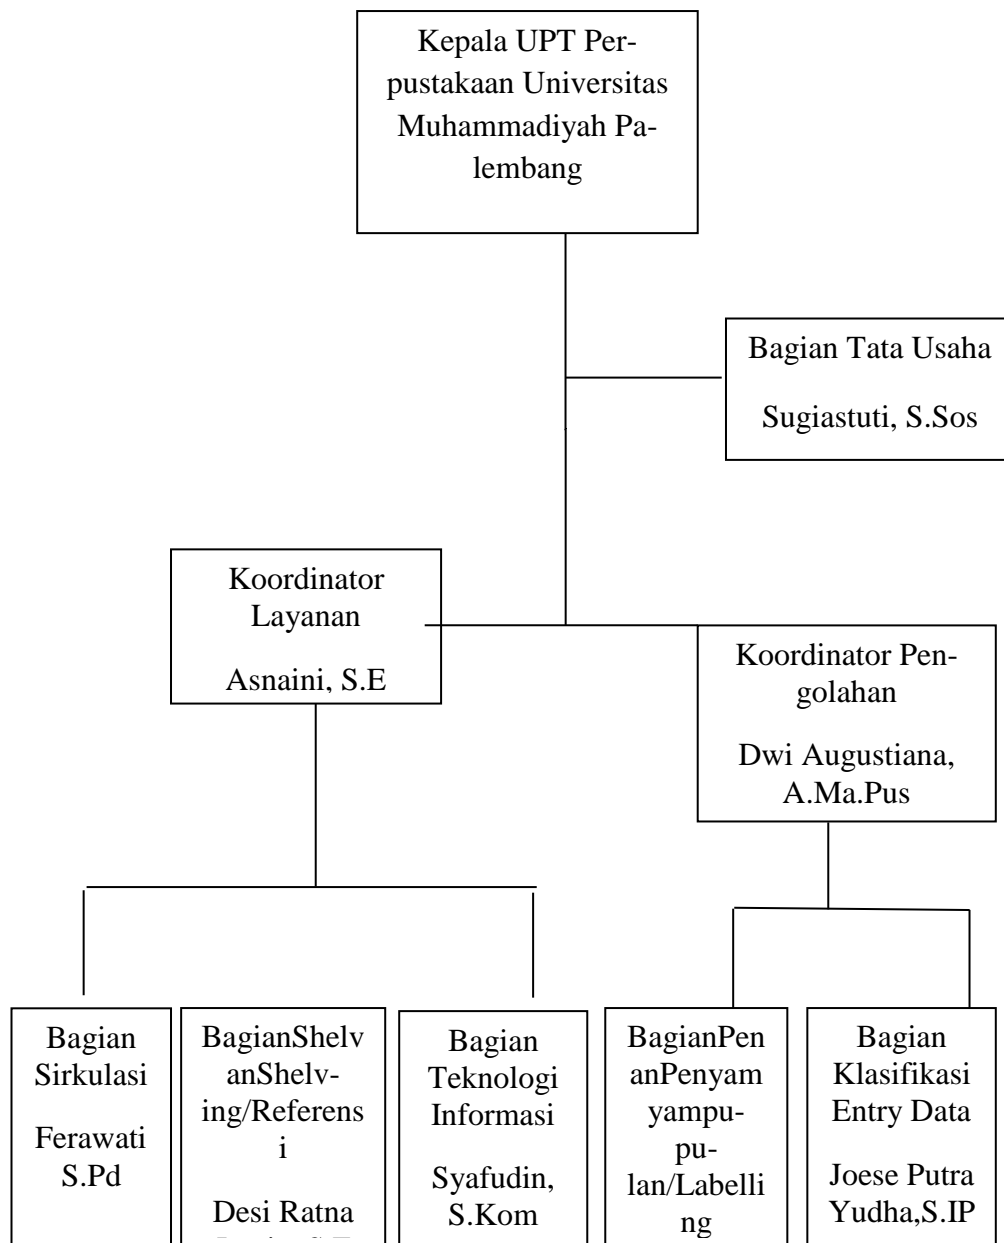 Kepala UPT Per-
pustakaan Universitas
Muhammadiyah Pa-
lembang
Bagian Tata Usaha
Sugiastuti, S.Sos
Koordinator
Layanan
Asnaini, S.E
Koordinator Pen-
golahan
Dwi Augustiana,
A.Ma.Pus
Bagian
Sirkulasi
Ferawati
S.Pd
BagianShelv
anShelv-
ing/Referens
i
Desi Ratna
Bagian
Teknologi
Informasi
Syafudin,
S.Kom
BagianPen
anPenyam
yampu-
pu-
lan/Labelli
ng
Bagian
Klasifikasi
Entry Data
Joese Putra
Yudha,S.IP